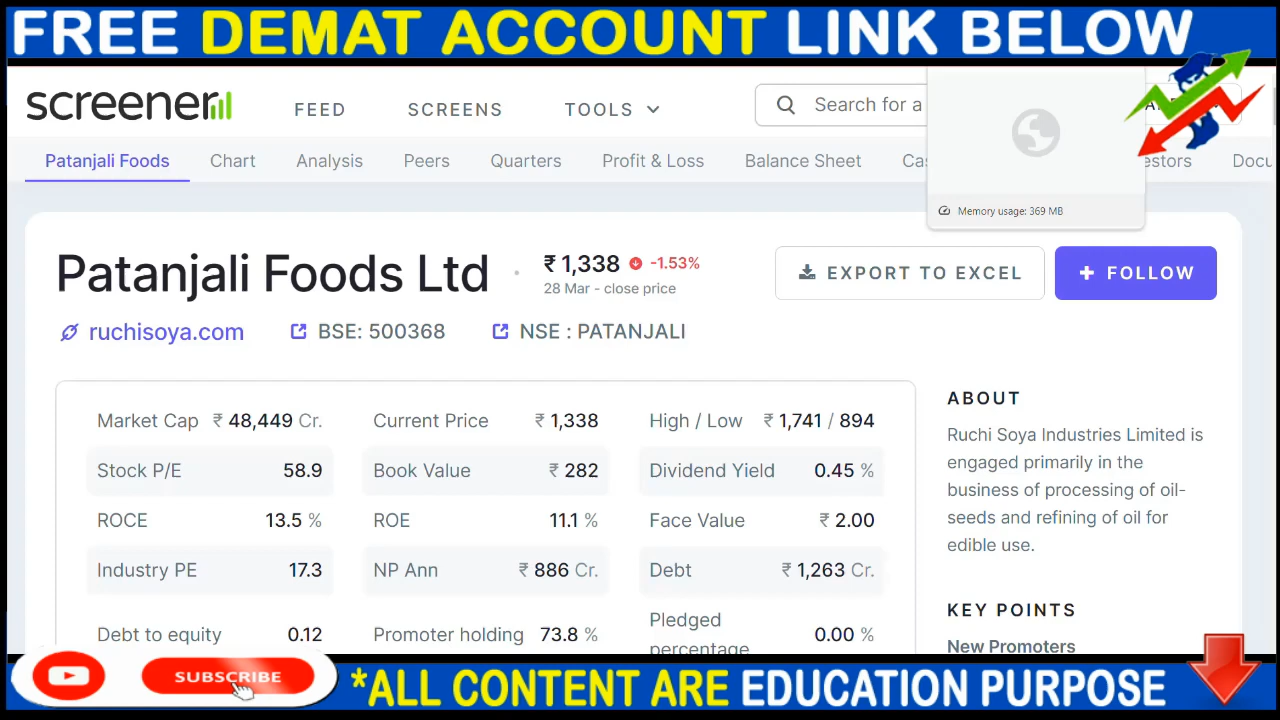 FREE DEMAT ACCOUNT LINK BELOW
screener
FEED SCREENS TOOLS Search for a
Patanjali Foods Chart Analysis Peers Quarters Profit & Loss Balance Sheet
Memory usage: 369 MB
Patanjali Foods Ltd ₹ 1,338 -1.53%
28 Mar - close price
EXPORT TO EXCEL + FOLLOW
ruchisoya.com BSE: 500368 NSE : PATANJALI
Market Cap ₹ 48,449 Cr. Current Price ₹ 1,338 High / Low ₹ 1,741 / 894
Stock P/E 58.9 Book Value ₹ 282 Dividend Yield 0.45 %
ROCE 13.5 % ROE 11.1 % Face Value ₹ 2.00
Industry PE 17.3 NP Ann ₹ 886 Cr. Debt ₹ 1,263 Cr.
Debt to equity 0.12 Promoter holding 73.8 % Pledged percentage 0.00 %
ABOUT
Ruchi Soya Industries Limited is
engaged primarily in the
business of processing of oil-
seeds and refining of oil for
edible use.
KEY POINTS
New Promoters
SUBSCRIBE
*ALL CONTENT ARE EDUCATION PURPOSE